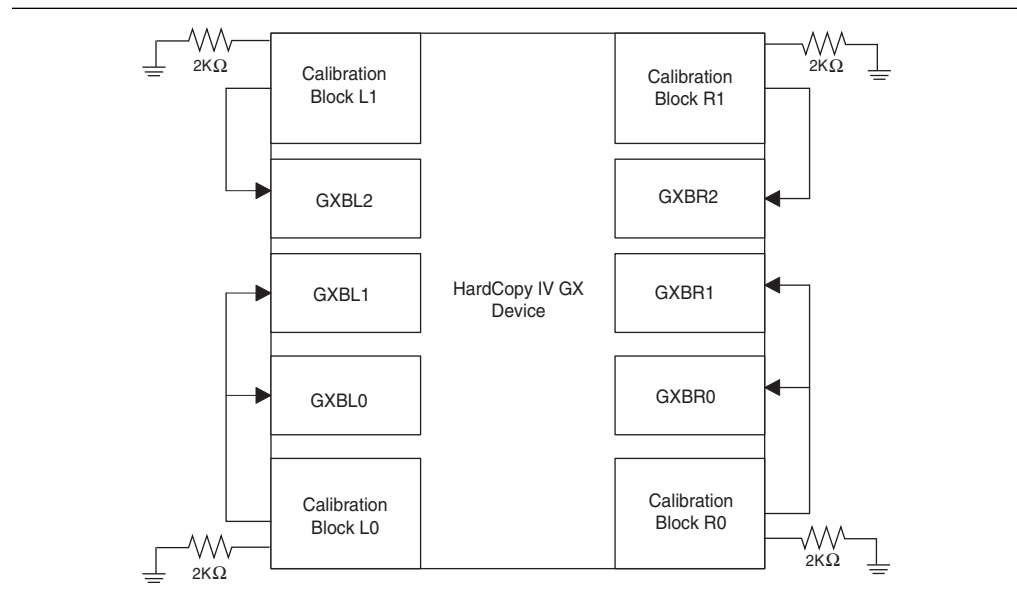 2KΩ
Calibration
Block L1
Calibration
Block R1
2KΩ
GXBL2
GXBR2
GXBL1
HardCopy IV GX
Device
GXBR1
GXBL0
GXBR0
Calibration
Block L0
Calibration
Block R0
2KΩ
2KΩ